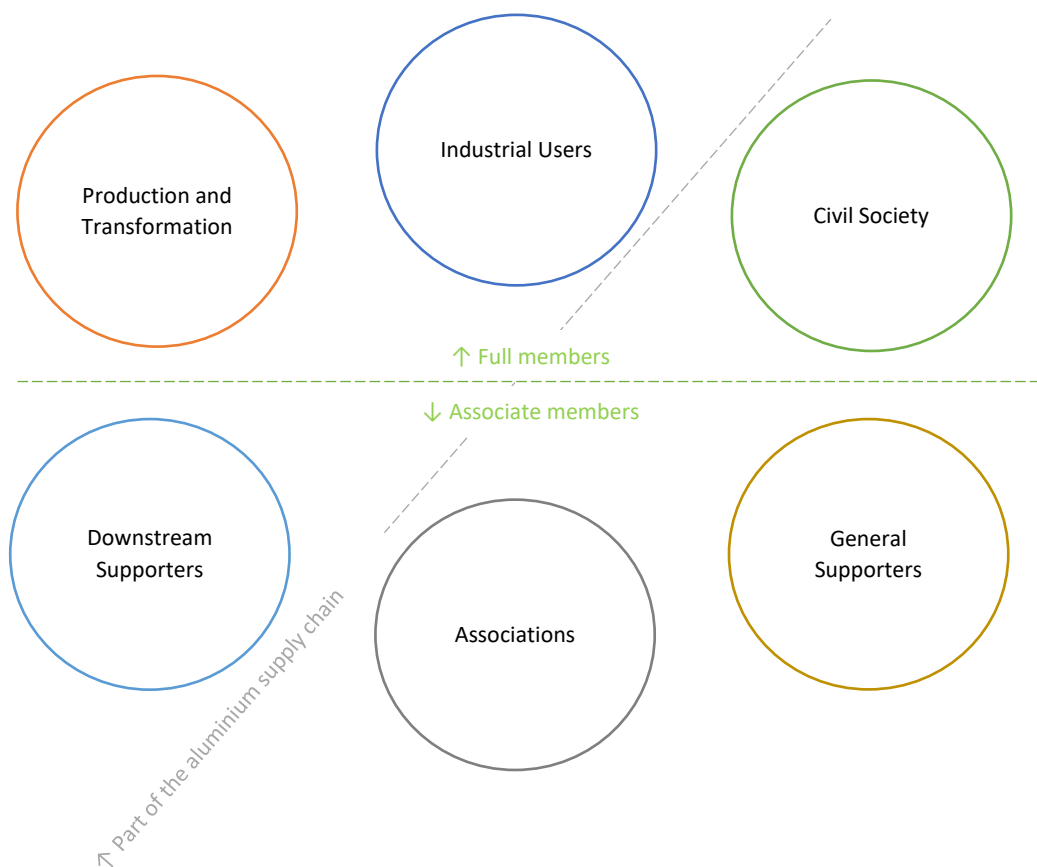 Industrial Users
Production and
Transformation
Civil Society
↑ Full members
↓ Associate members
Downstream
Supporters
General
Supporters
Associations
↑ Part of the aluminium supply chain